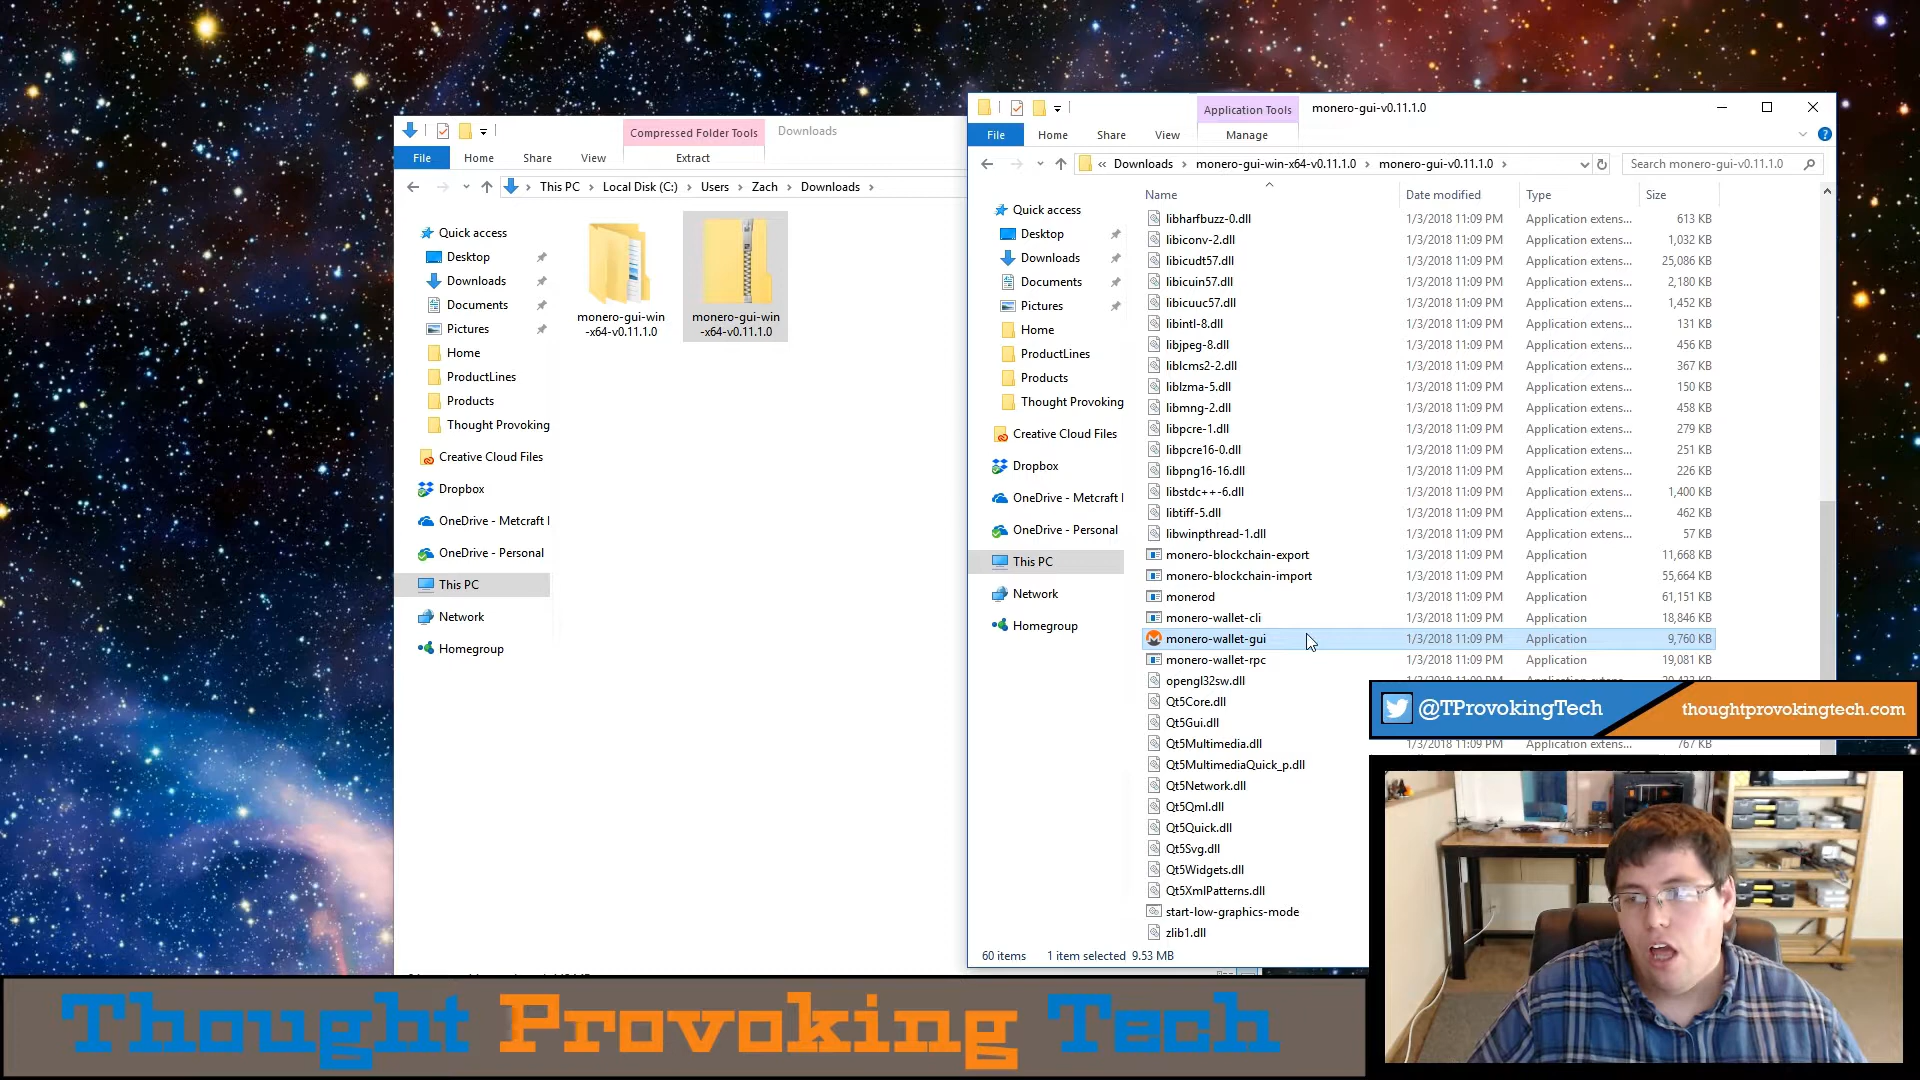 Compressed Folder Tools
Downloads
File
Home
Share
View
Extract
This PC
Local Disk (C:)
Users
Zach
Downloads
Quick access
Desktop
Downloads
Documents
Pictures
Home
ProductLines
Products
Thought Provoking
Creative Cloud Files
Dropbox
OneDrive - Metcraft I
OneDrive - Personal
This PC
Network
Homegroup
monero-gui-win
-x64-v0.11.1.0
monero-gui-win
-x64-v0.11.1.0
Application Tools
monero-gui-v0.11.1.0
File
Home
Share
View
Manage
« Downloads
monero-gui-win-x64-v0.11.1.0
monero-gui-v0.11.1.0
Search monero-gui-v0.11.1.0
Quick access
Desktop
Downloads
Documents
Pictures
Home
ProductLines
Products
Thought Provoking
Creative Cloud Files
Dropbox
OneDrive - Metcraft I
OneDrive - Personal
This PC
Network
Homegroup
Name Date modified Type Size
libharfbuzz-0.dll 1/3/2018 11:09 PM Application extens... 613 KB
libiconv-2.dll 1/3/2018 11:09 PM Application extens... 1,032 KB
libicudt57.dll 1/3/2018 11:09 PM Application extens... 25,086 KB
libicuin57.dll 1/3/2018 11:09 PM Application extens... 2,180 KB
libicuuc57.dll 1/3/2018 11:09 PM Application extens... 1,452 KB
libintl-8.dll 1/3/2018 11:09 PM Application extens... 131 KB
libjpeg-8.dll 1/3/2018 11:09 PM Application extens... 456 KB
liblcms2-2.dll 1/3/2018 11:09 PM Application extens... 367 KB
liblzma-5.dll 1/3/2018 11:09 PM Application extens... 150 KB
libmng-2.dll 1/3/2018 11:09 PM Application extens... 458 KB
libpcre-1.dll 1/3/2018 11:09 PM Application extens... 279 KB
libpcre16-0.dll 1/3/2018 11:09 PM Application extens... 251 KB
libpng16-16.dll 1/3/2018 11:09 PM Application extens... 226 KB
libstdc++-6.dll 1/3/2018 11:09 PM Application extens... 1,400 KB
libtiff-5.dll 1/3/2018 11:09 PM Application extens... 462 KB
libwinpthread-1.dll 1/3/2018 11:09 PM Application extens... 57 KB
monero-blockchain-export 1/3/2018 11:09 PM Application 11,668 KB
monero-blockchain-import 1/3/2018 11:09 PM Application 55,664 KB
monerod 1/3/2018 11:09 PM Application 61,151 KB
monero-wallet-cli 1/3/2018 11:09 PM Application 18,846 KB
monero-wallet-gui 1/3/2018 11:09 PM Application 9,760 KB
monero-wallet-rpc 1/3/2018 11:09 PM Application 19,081 KB
opengl32sw.dll
Qt5Core.dll
Qt5Gui.dll
Qt5Multimedia.dll 1/3/2018 11:09 PM Application extens... 767 KB
Qt5MultimediaQuick_p.dll
Qt5Network.dll
Qt5Qml.dll
Qt5Quick.dll
Qt5Svg.dll
Qt5Widgets.dll
Qt5XmlPatterns.dll
start-low-graphics-mode
zlib1.dll
60 items 1 item selected 9.53 MB
@TProvokingTech
thoughtprovokingtech.com
Thought Provoking Tech